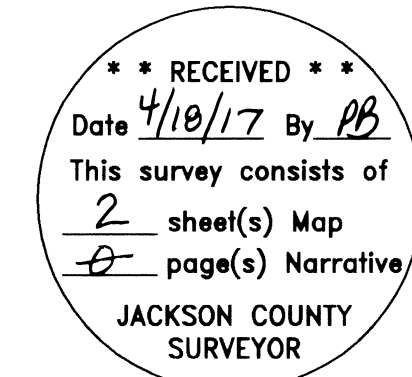 * * RECEIVED * *
Date 4/18/17 By PB
This survey consists of
2 sheet(s) Map
0 page(s) Narrative
JACKSON COUNTY
SURVEYOR